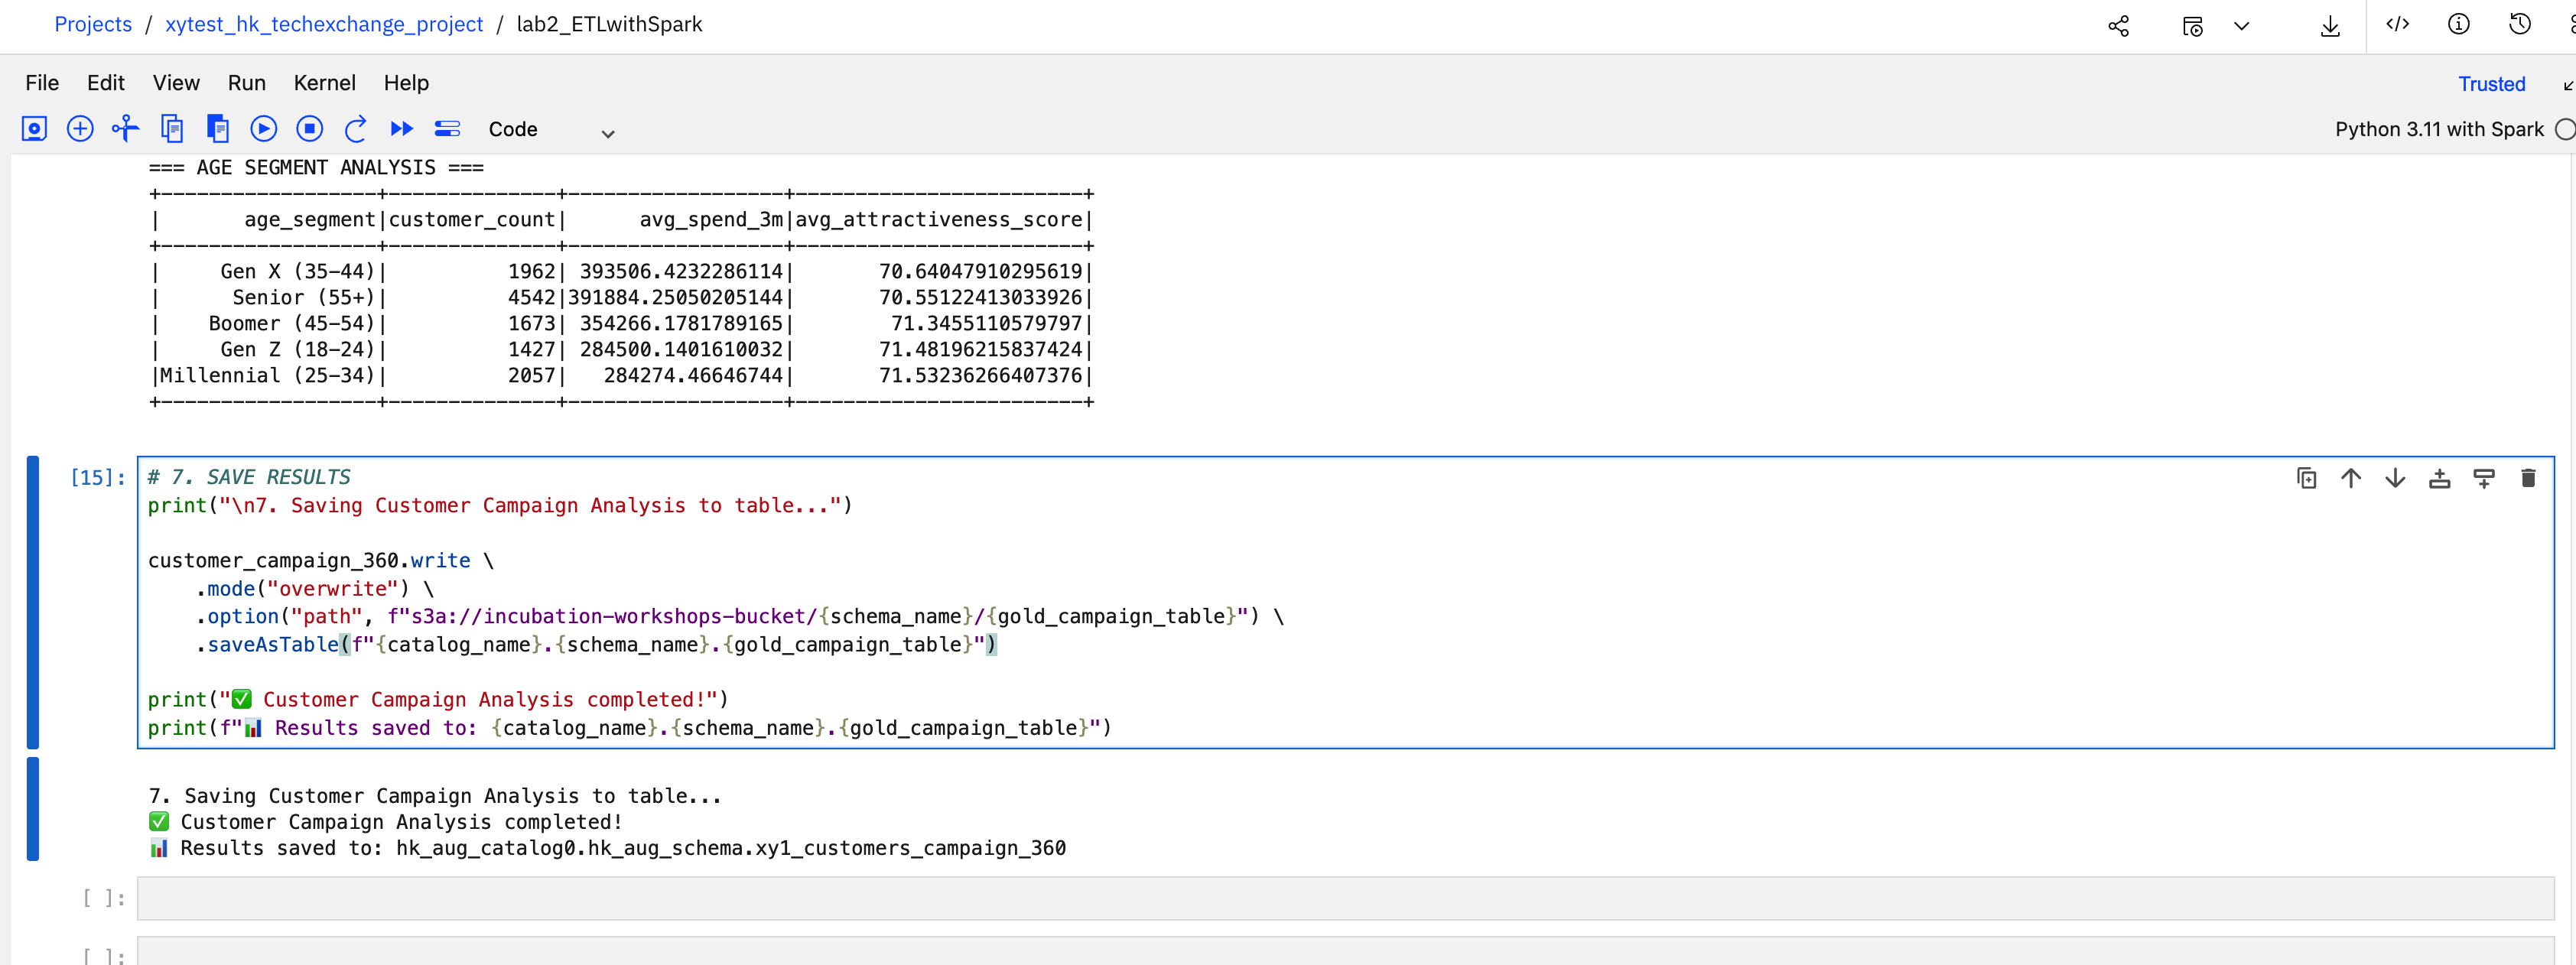 Projects / xytest_hk_techexchange_project / lab2_ETLwithSpark
File Edit View Run Kernel Help
Trusted
Code
Python 3.11 with Spark
=== AGE SEGMENT ANALYSIS ===
+------------------+--------------+------------------+------------------------+
|       age_segment|customer_count|      avg_spend_3m|avg_attractiveness_score|
+------------------+--------------+------------------+------------------------+
|     Gen X (35-44)|          1962| 393506.4232286114|       70.64047910295619|
|      Senior (55+)|          4542|391884.25050205144|       70.55122413033926|
|    Boomer (45-54)|          1673| 354266.1781789165|        71.3455110579797|
|     Gen Z (18-24)|          1427| 284500.1401610032|       71.48196215837424|
|Millennial (25-34)|          2057|   284274.46646744|       71.53236266407376|
+------------------+--------------+------------------+------------------------+
[15]:
# 7. SAVE RESULTS
print("\n7. Saving Customer Campaign Analysis to table...")
customer_campaign_360.write \
    .mode("overwrite") \
    .option("path", f"s3a://incubation-workshops-bucket/{schema_name}/{gold_campaign_table}") \
    .saveAsTable(f"{catalog_name}.{schema_name}.{gold_campaign_table}")
print("✅ Customer Campaign Analysis completed!")
print(f"📊 Results saved to: {catalog_name}.{schema_name}.{gold_campaign_table}")
7. Saving Customer Campaign Analysis to table...
✅ Customer Campaign Analysis completed!
📊 Results saved to: hk_aug_catalog0.hk_aug_schema.xy1_customers_campaign_360
[ ]:
[ ]: